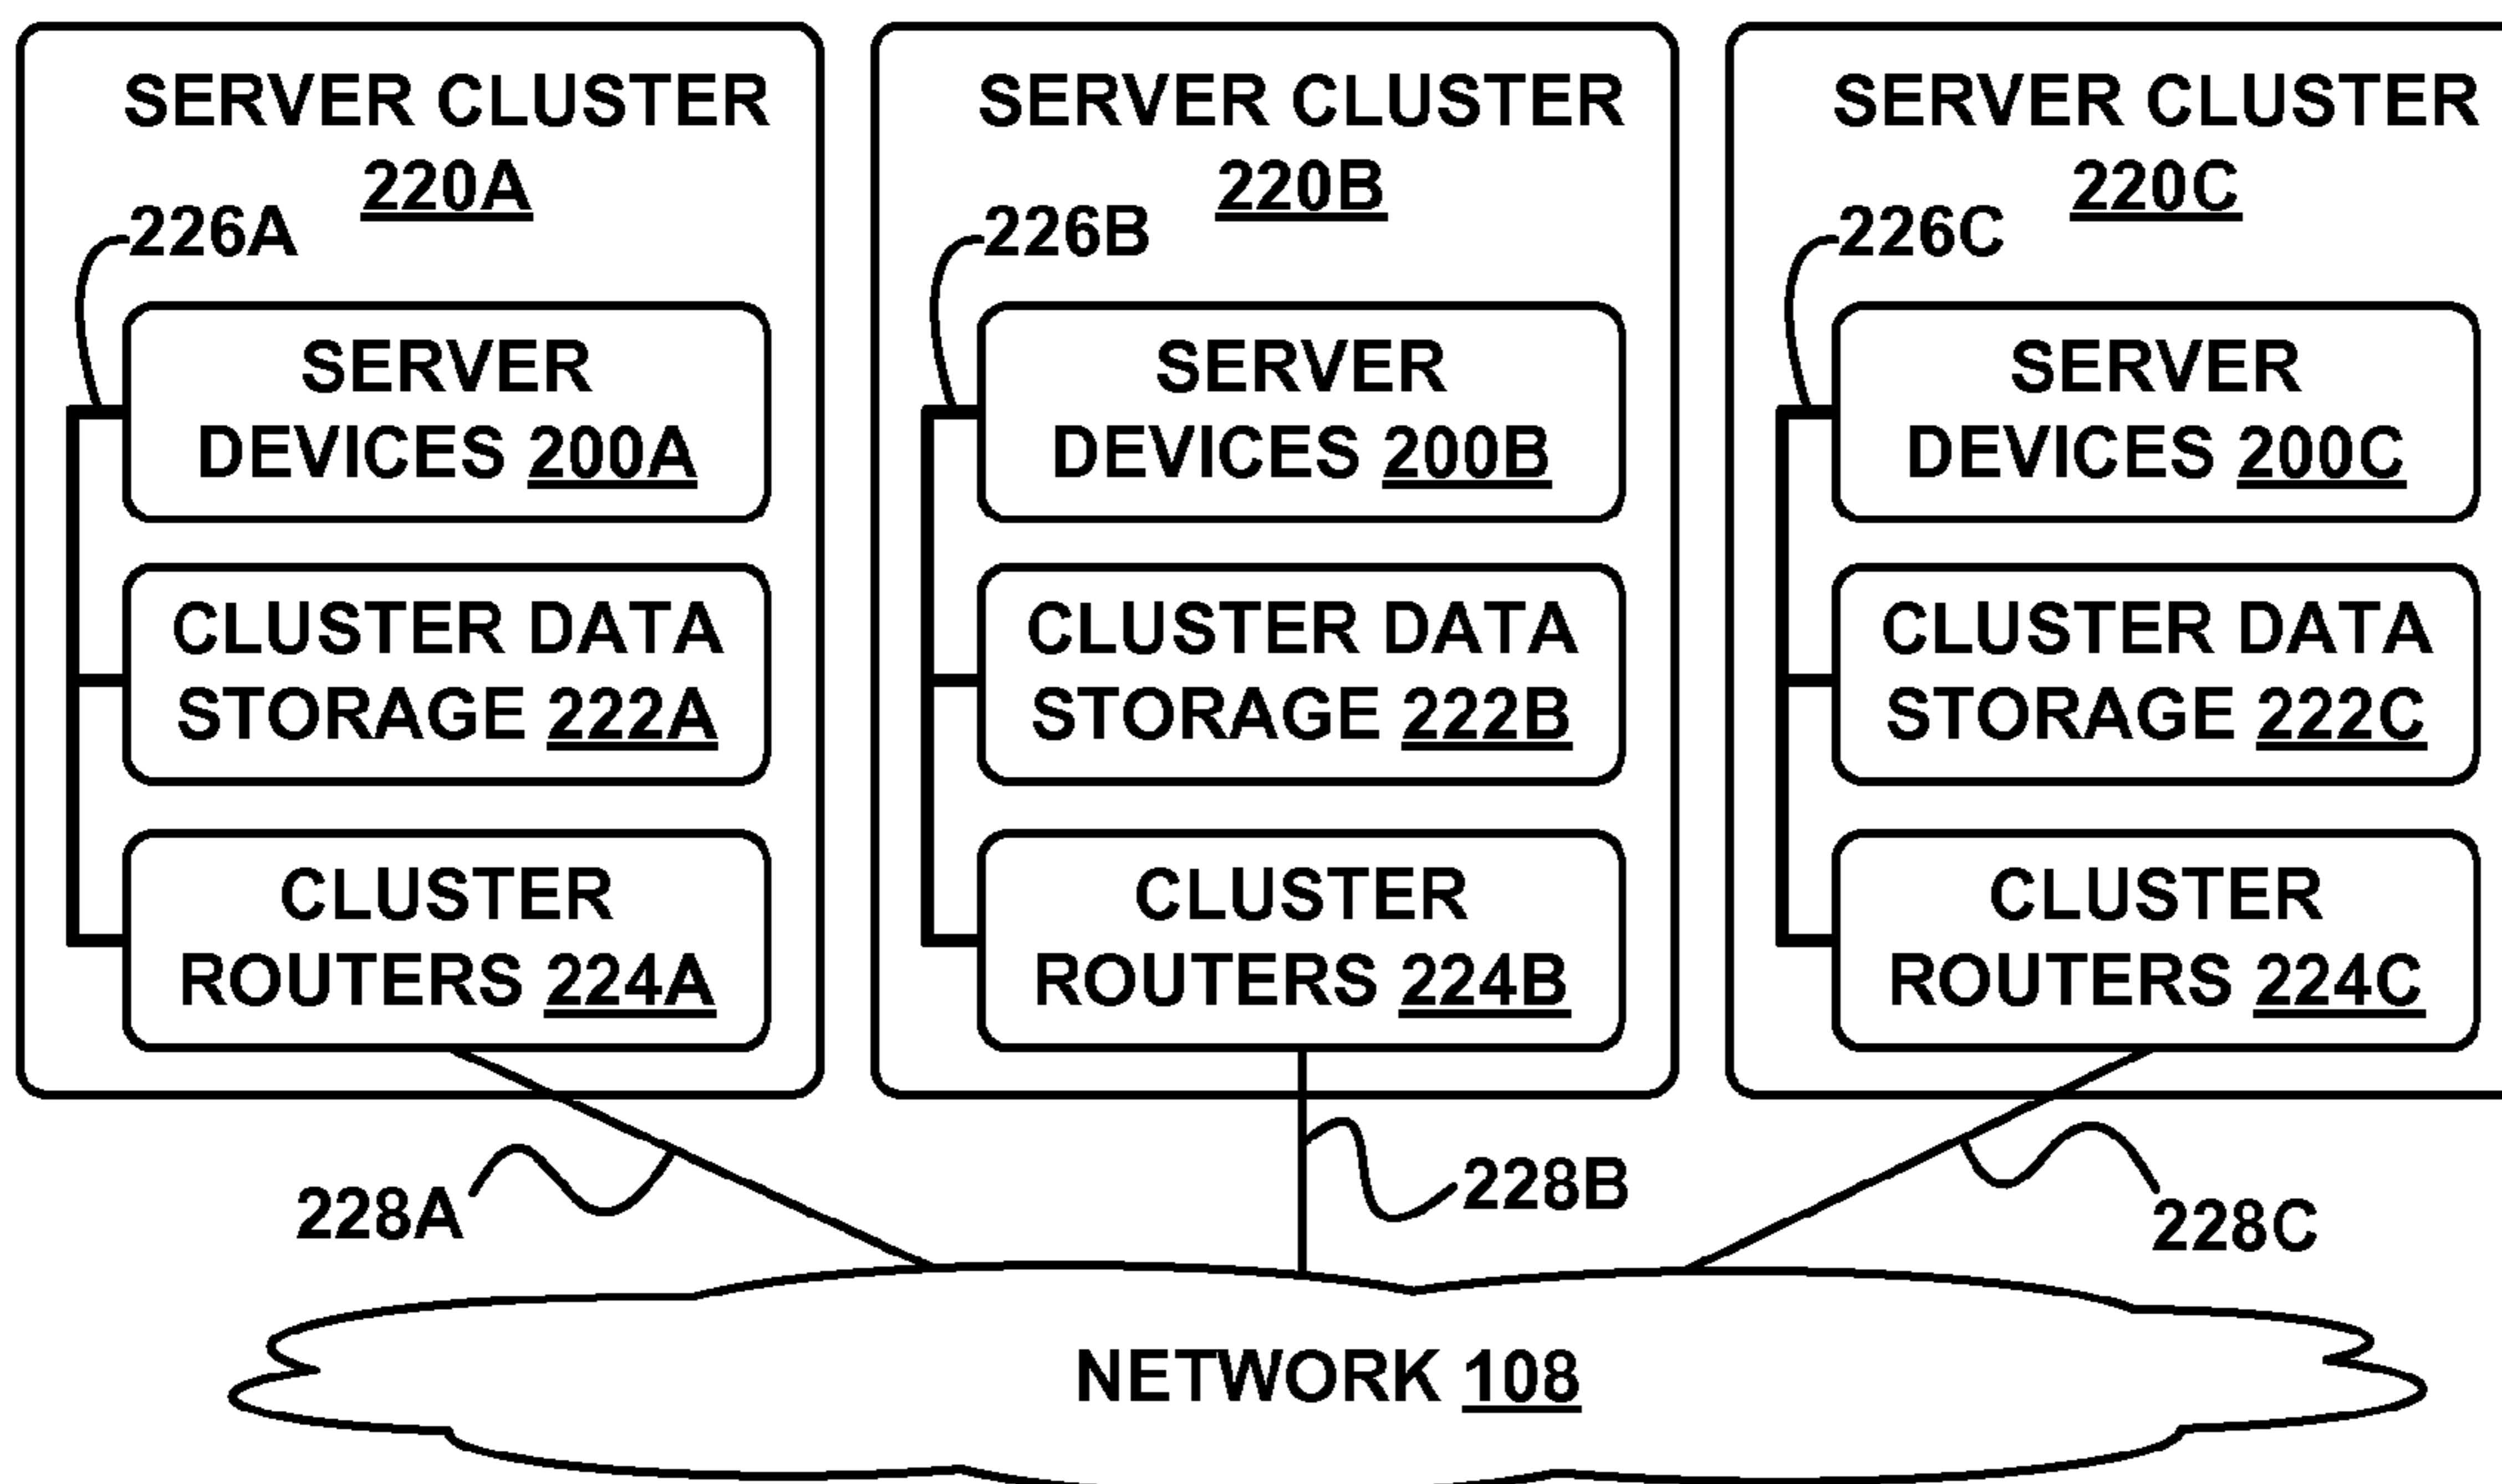 SERVER CLUSTER
220A
226A
SERVER
DEVICES 200A
CLUSTER DATA
STORAGE 222A
CLUSTER
ROUTERS 224A
SERVER CLUSTER
220B
226B
SERVER
DEVICES 200B
CLUSTER DATA
STORAGE 222B
CLUSTER
ROUTERS 224B
SERVER CLUSTER
220C
226C
SERVER
DEVICES 200C
CLUSTER DATA
STORAGE 222C
CLUSTER
ROUTERS 224C
228A
228B
228C
NETWORK 108